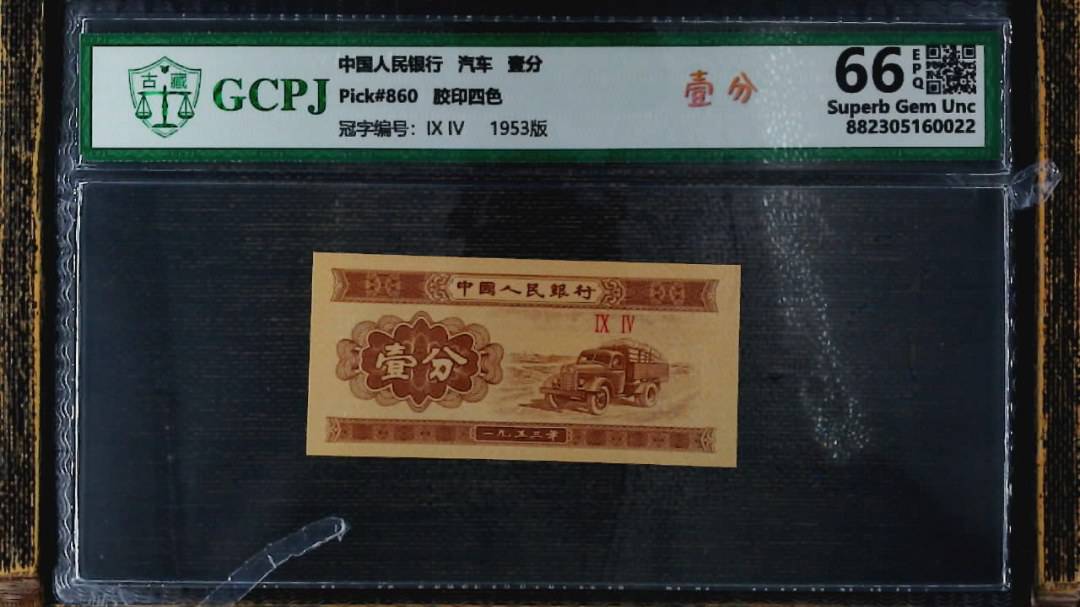 古藏
GCPJ
中国人民银行 汽车 壹分
Pick#860 胶印四色
冠字编号: IX IV 1953版
壹分
66 EPQ
Superb Gem Unc
882305160022
中国人民銀行
IX IV
壹分
一九五三年